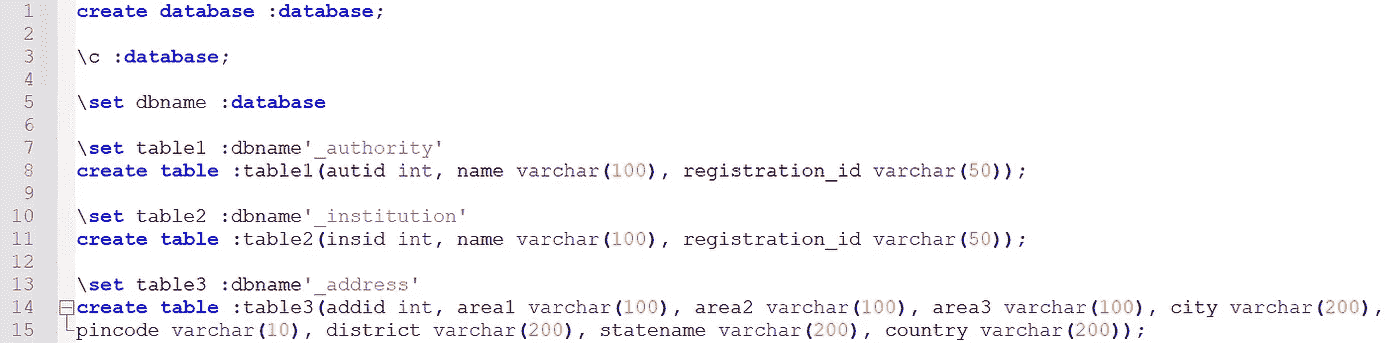 1 create database :database;
2
3 \c :database;
4
5 \set dbname :database
6
7 \set table1 :dbname'_authority'
8 create table :table1(autid int, name varchar(100), registration_id varchar(50));
9
10 \set table2 :dbname'_institution'
11 create table :table2(insid int, name varchar(100), registration_id varchar(50));
12
13 \set table3 :dbname'_address'
14 create table :table3(addid int, area1 varchar(100), area2 varchar(100), area3 varchar(100), city varchar(200),
15 pincode varchar(10), district varchar(200), statename varchar(200), country varchar(200));